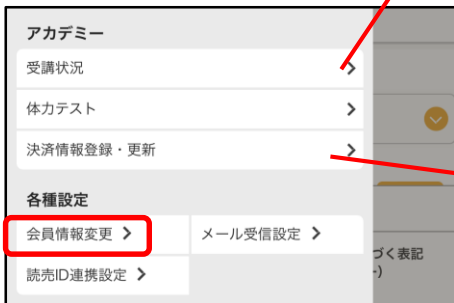 アカデミー
受講状況
体力テスト
決済情報登録・更新
各種設定
会員情報変更
メール受信設定
づく表記
-)
読売ID連携設定